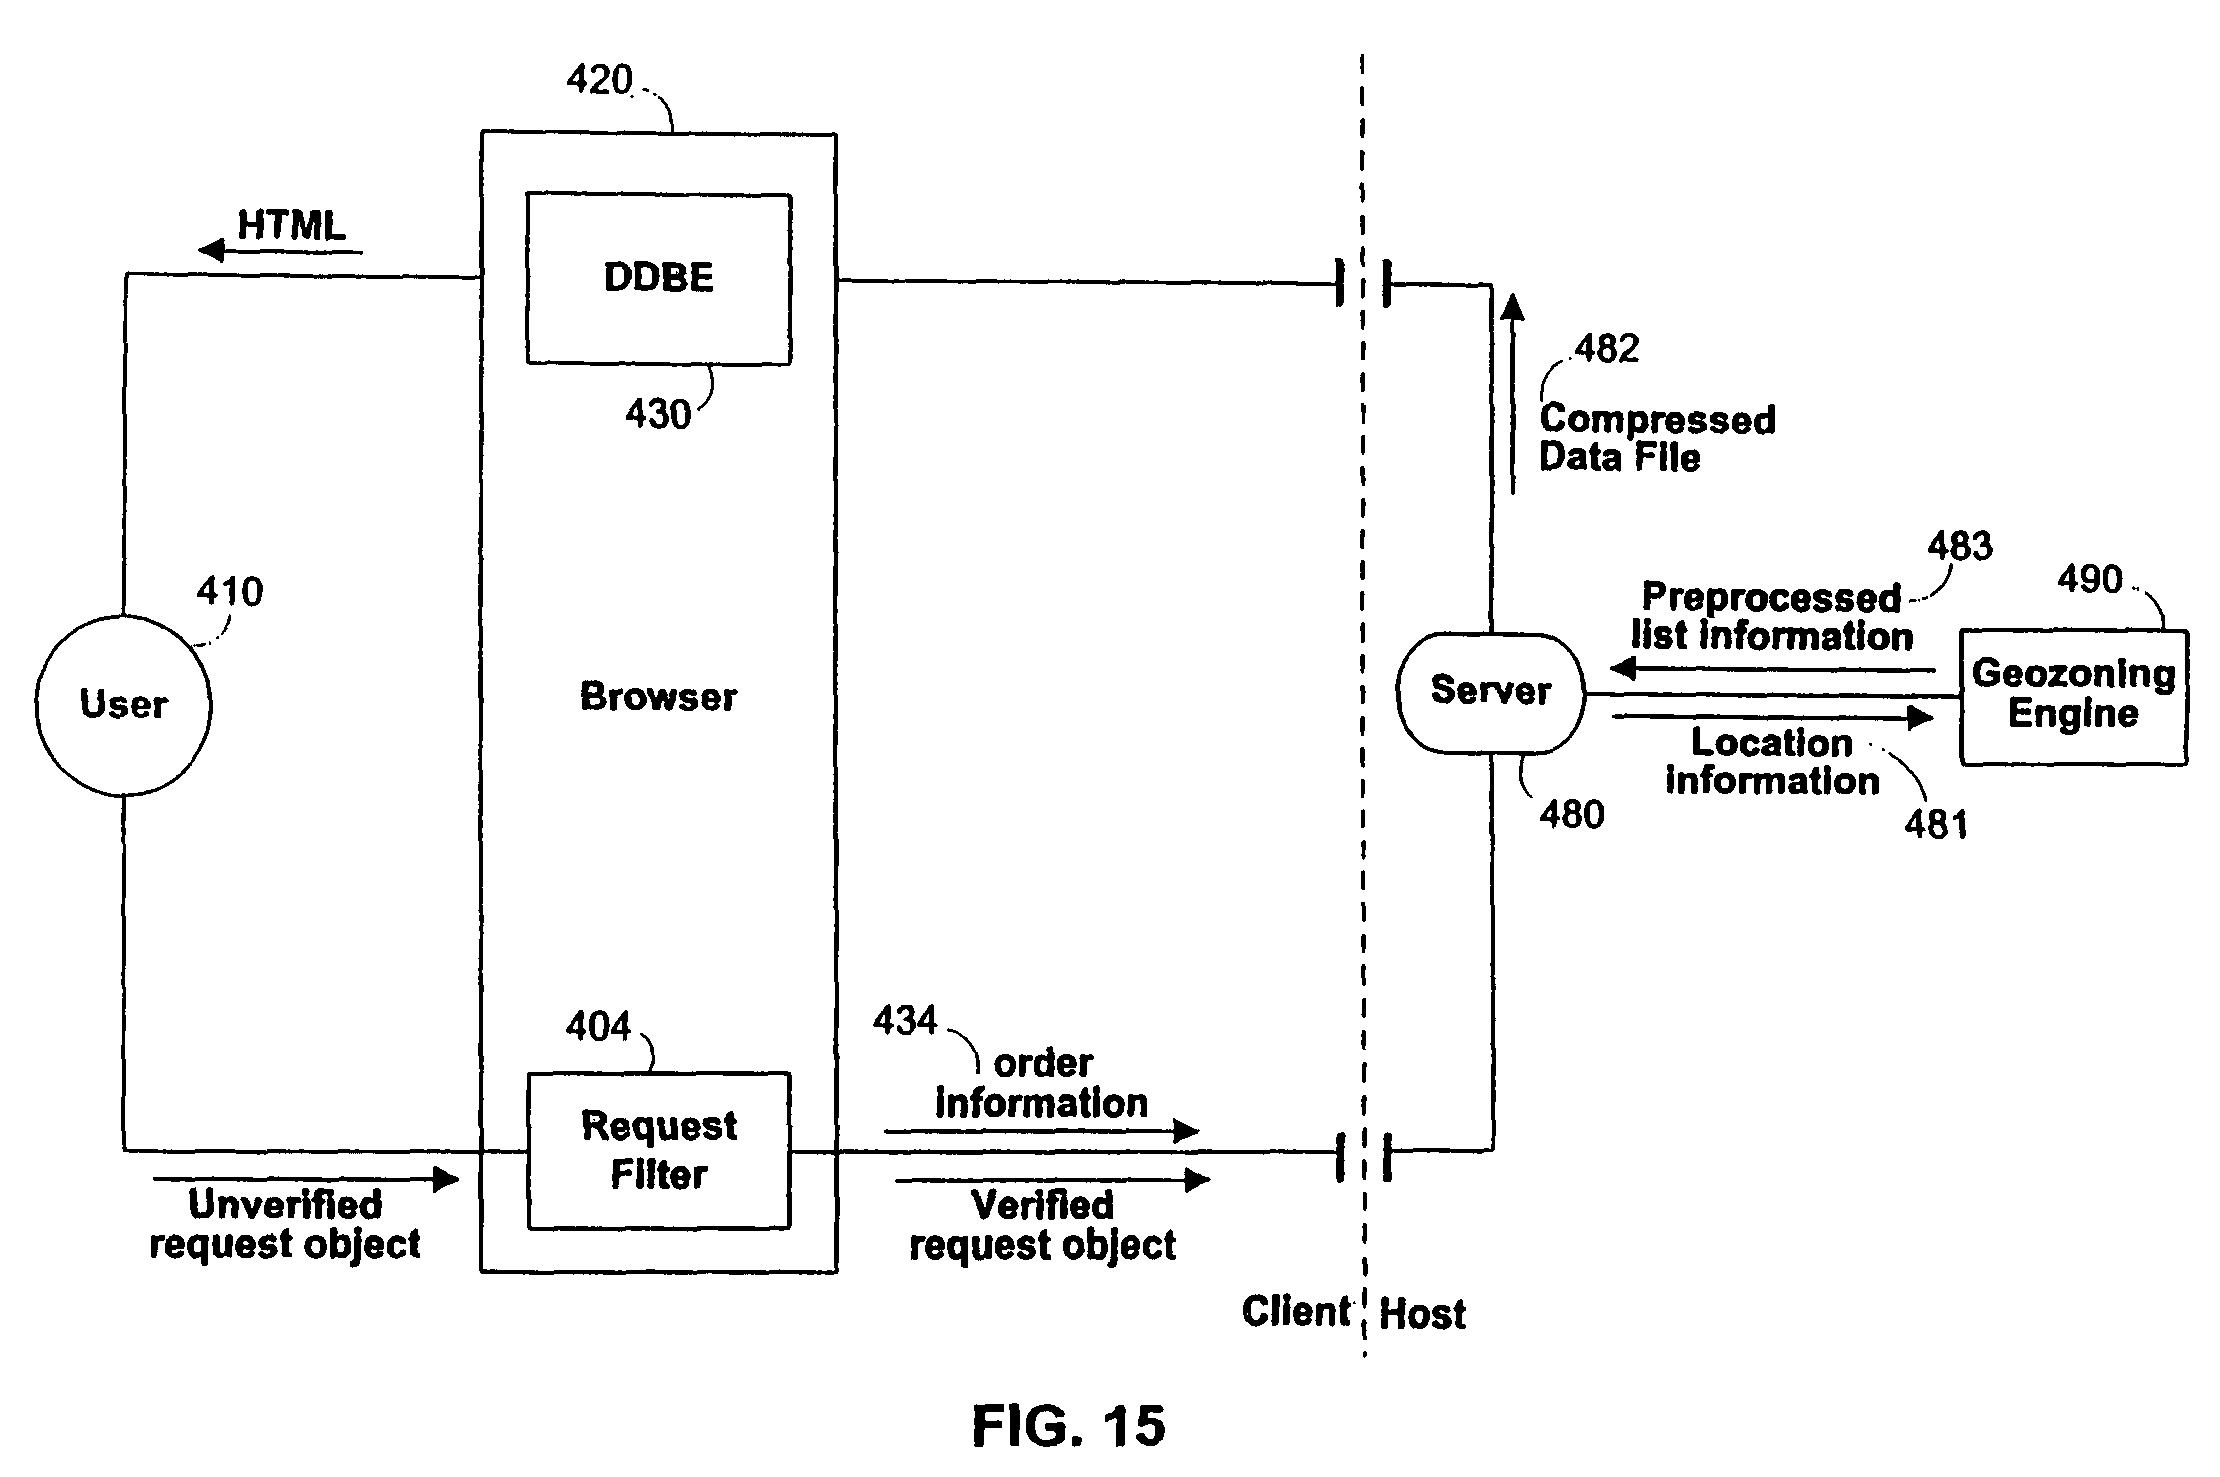 420
HTML
DDBE
430
482
Compressed
Data File
483
Preprocessed
list information
490
Geozoning
Engine
410
User
Browser
Server
Location
information
480
481
404
434
order
information
Request
Filter
Unverified
request object
Verified
request object
Client
Host
FIG. 15